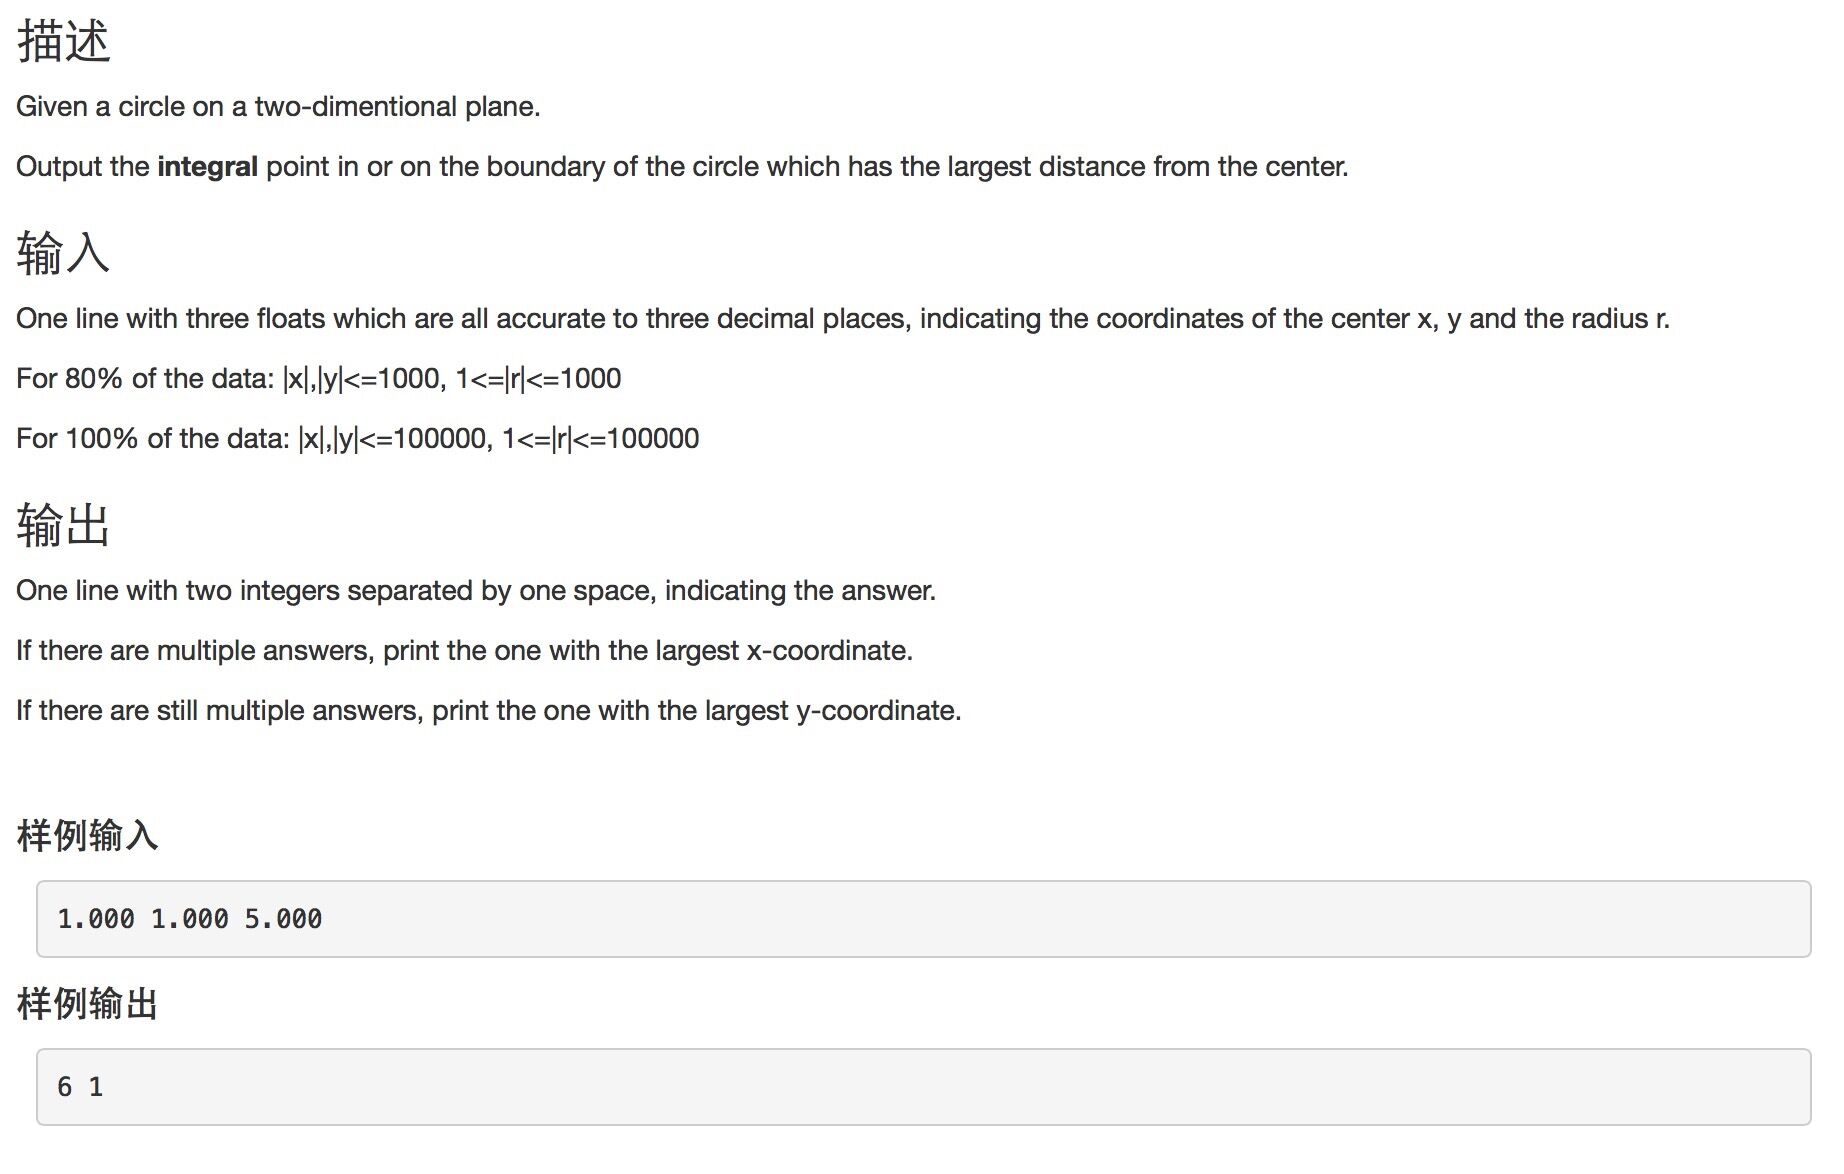 描述
Given a circle on a two-dimentional plane.
Output the integral point in or on the boundary of the circle which has the largest distance from the center.
输入
One line with three floats which are all accurate to three decimal places, indicating the coordinates of the center x, y and the radius r.
For 80% of the data: |x|,|y|<=1000, 1<=|r|<=1000
For 100% of the data: |x|,|y|<=100000, 1<=|r|<=100000
输出
One line with two integers separated by one space, indicating the answer.
If there are multiple answers, print the one with the largest x-coordinate.
If there are still multiple answers, print the one with the largest y-coordinate.
样例输入
1.000 1.000 5.000
样例输出
6 1